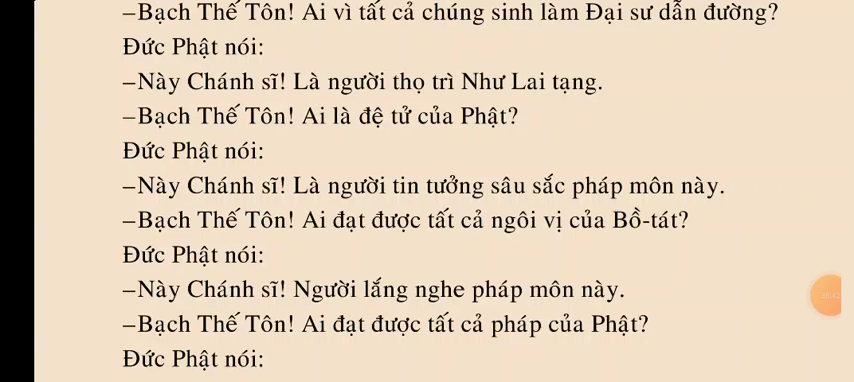 –Bạch Thế Tôn! Ai vì tất cả chúng sinh làm Đại sư dẫn đường?
Đức Phật nói:
–Này Chánh sĩ! Là người thọ trì Như Lai tạng.
–Bạch Thế Tôn! Ai là đệ tử của Phật?
Đức Phật nói:
–Này Chánh sĩ! Là người tin tưởng sâu sắc pháp môn này.
–Bạch Thế Tôn! Ai đạt được tất cả ngôi vị của Bồ-tát?
Đức Phật nói:
–Này Chánh sĩ! Người lắng nghe pháp môn này.
–Bạch Thế Tôn! Ai đạt được tất cả pháp của Phật?
Đức Phật nói: